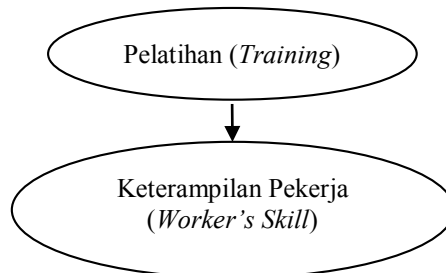 Pelatihan (Training)
Keterampilan Pekerja
(Worker's Skill)